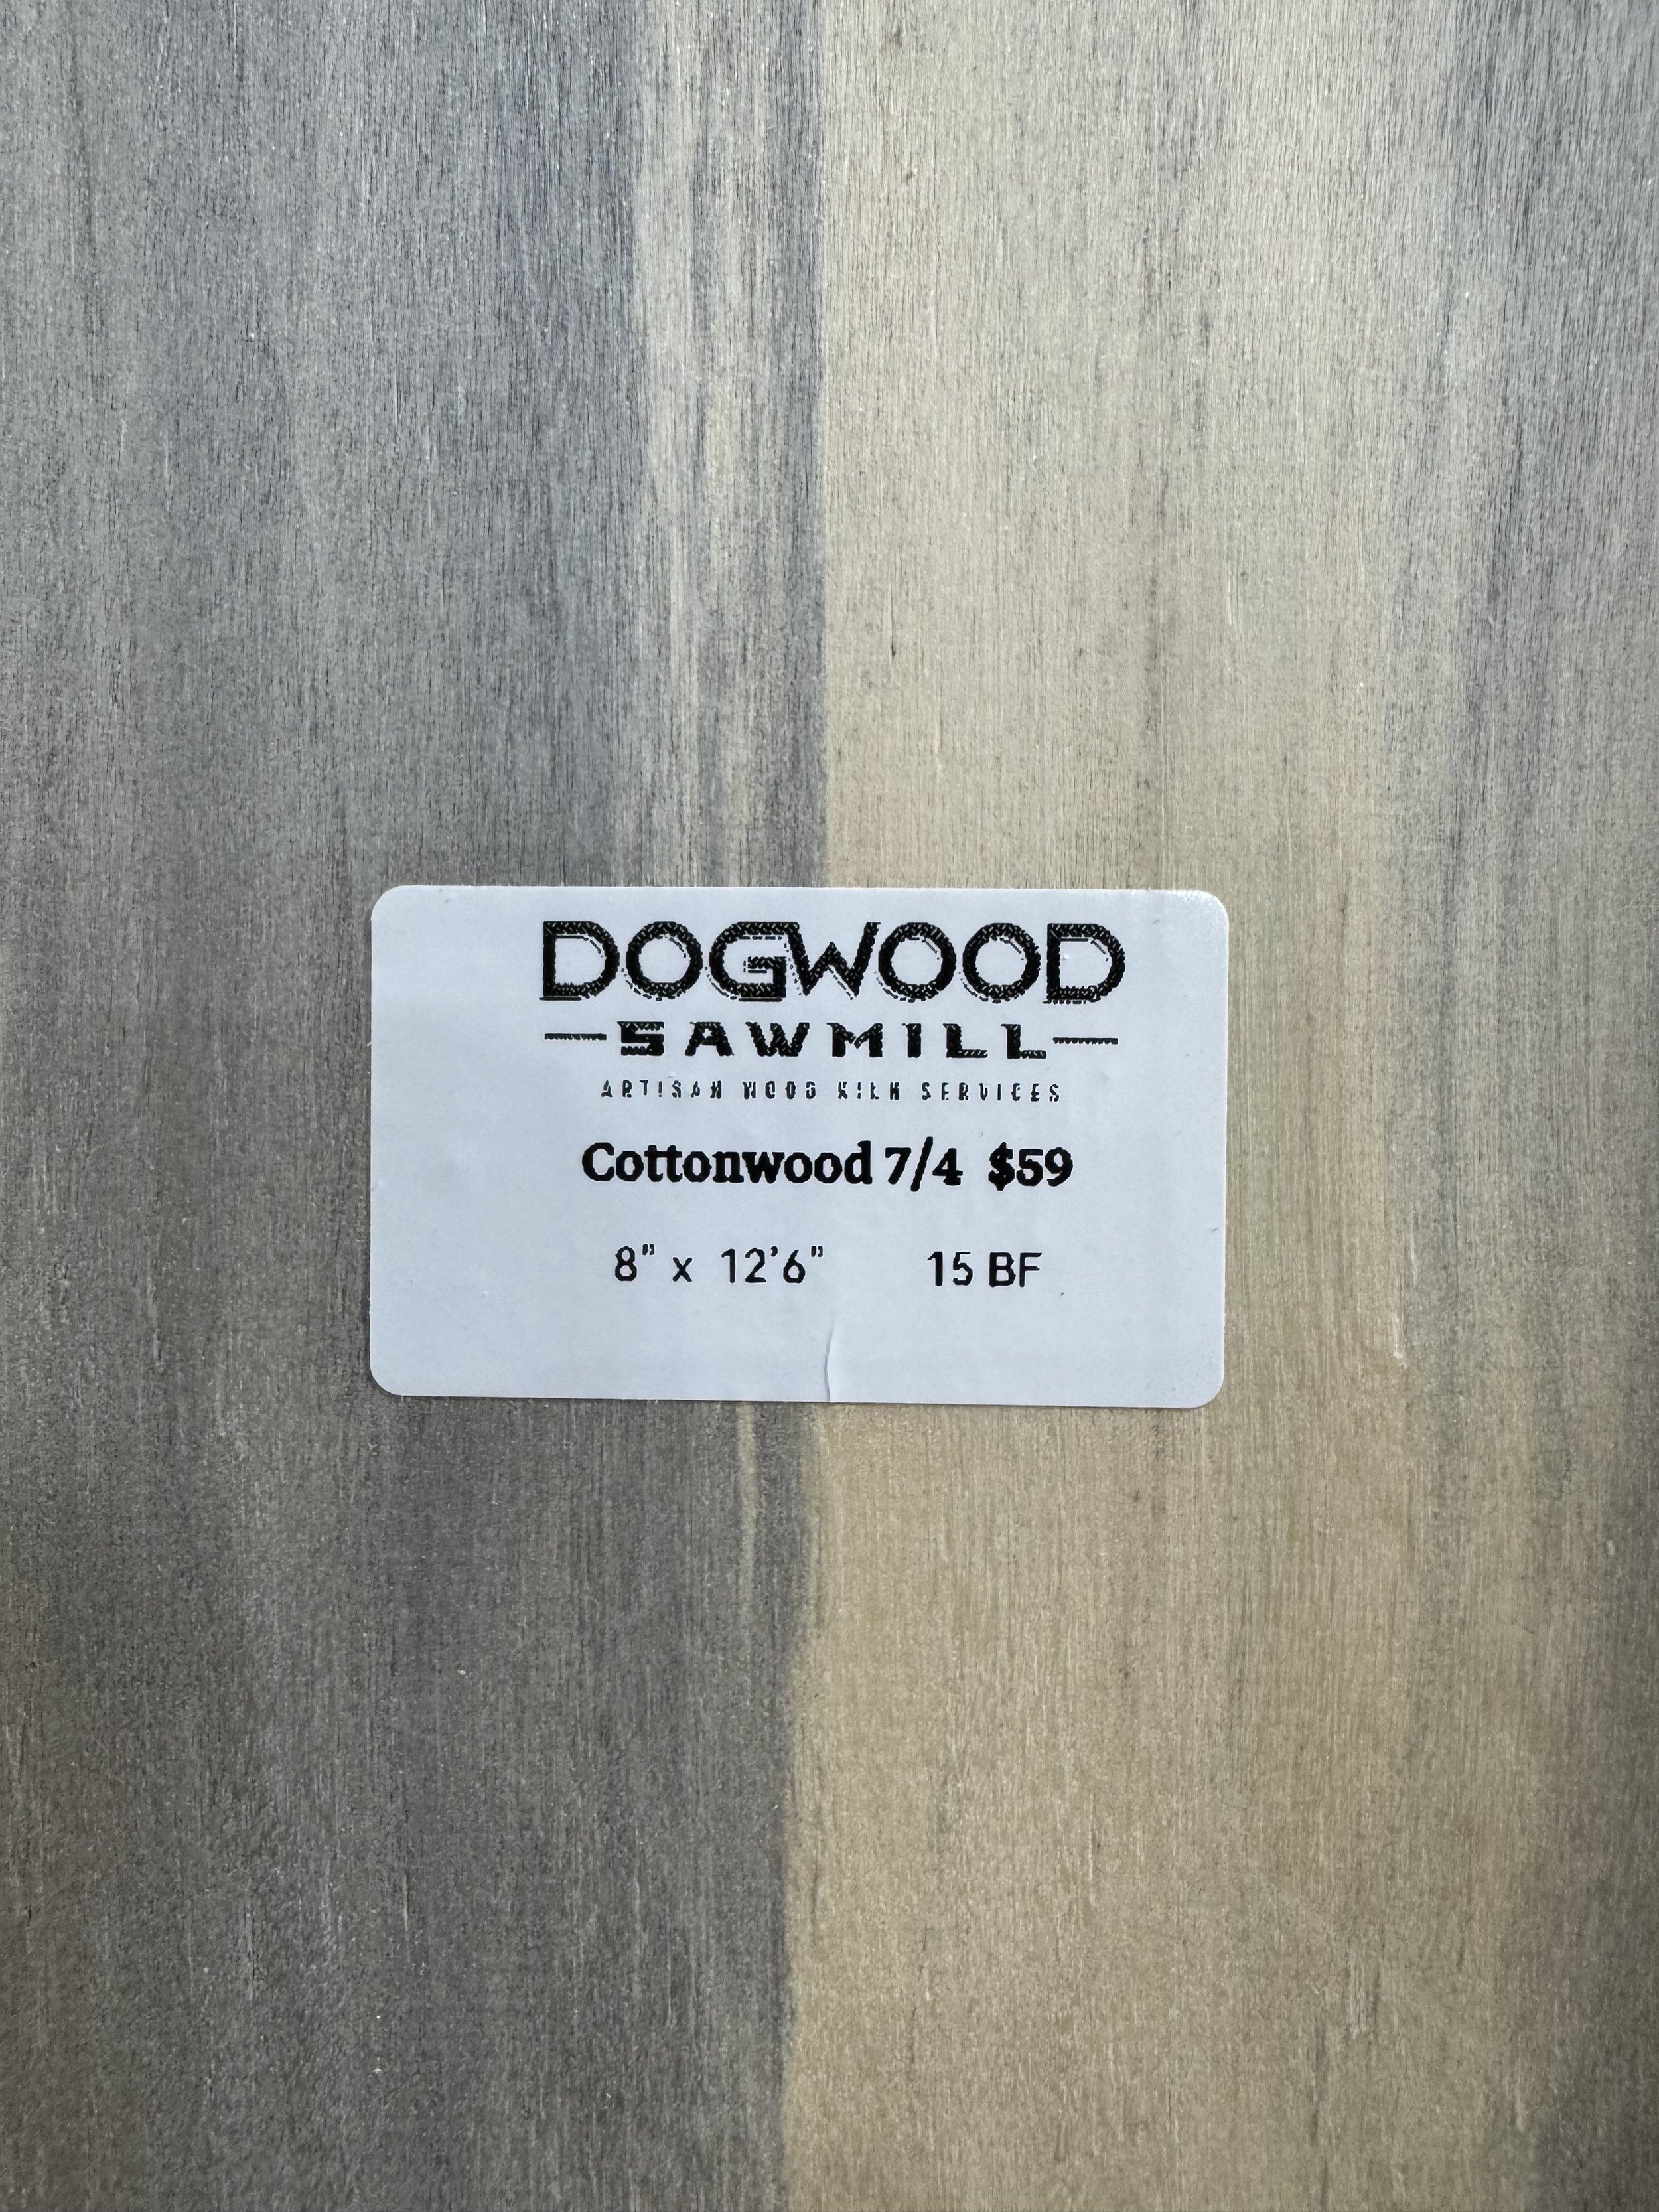 DOGWOOD
SAWMILL
ARTISAN WOOD KILN SERVICES
Cottonwood 7/4 $59
8" x 12'6" 15 BF